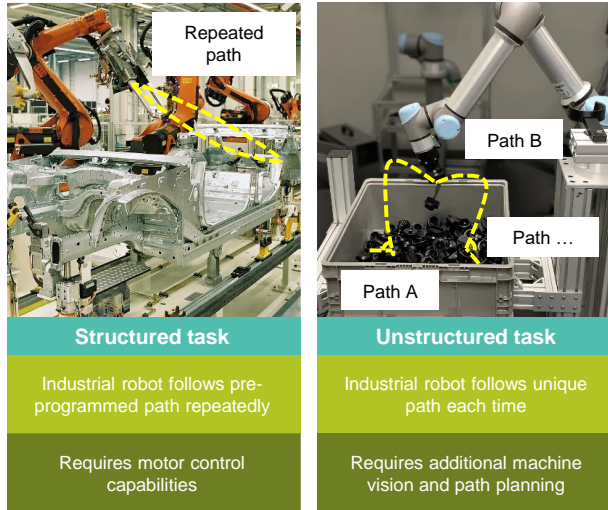 Repeated
path
Path B
Path …
Path A
Structured task
Industrial robot follows pre-
programmed path repeatedly
Requires motor control
capabilities
Unstructured task
Industrial robot follows unique
path each time
Requires additional machine
vision and path planning